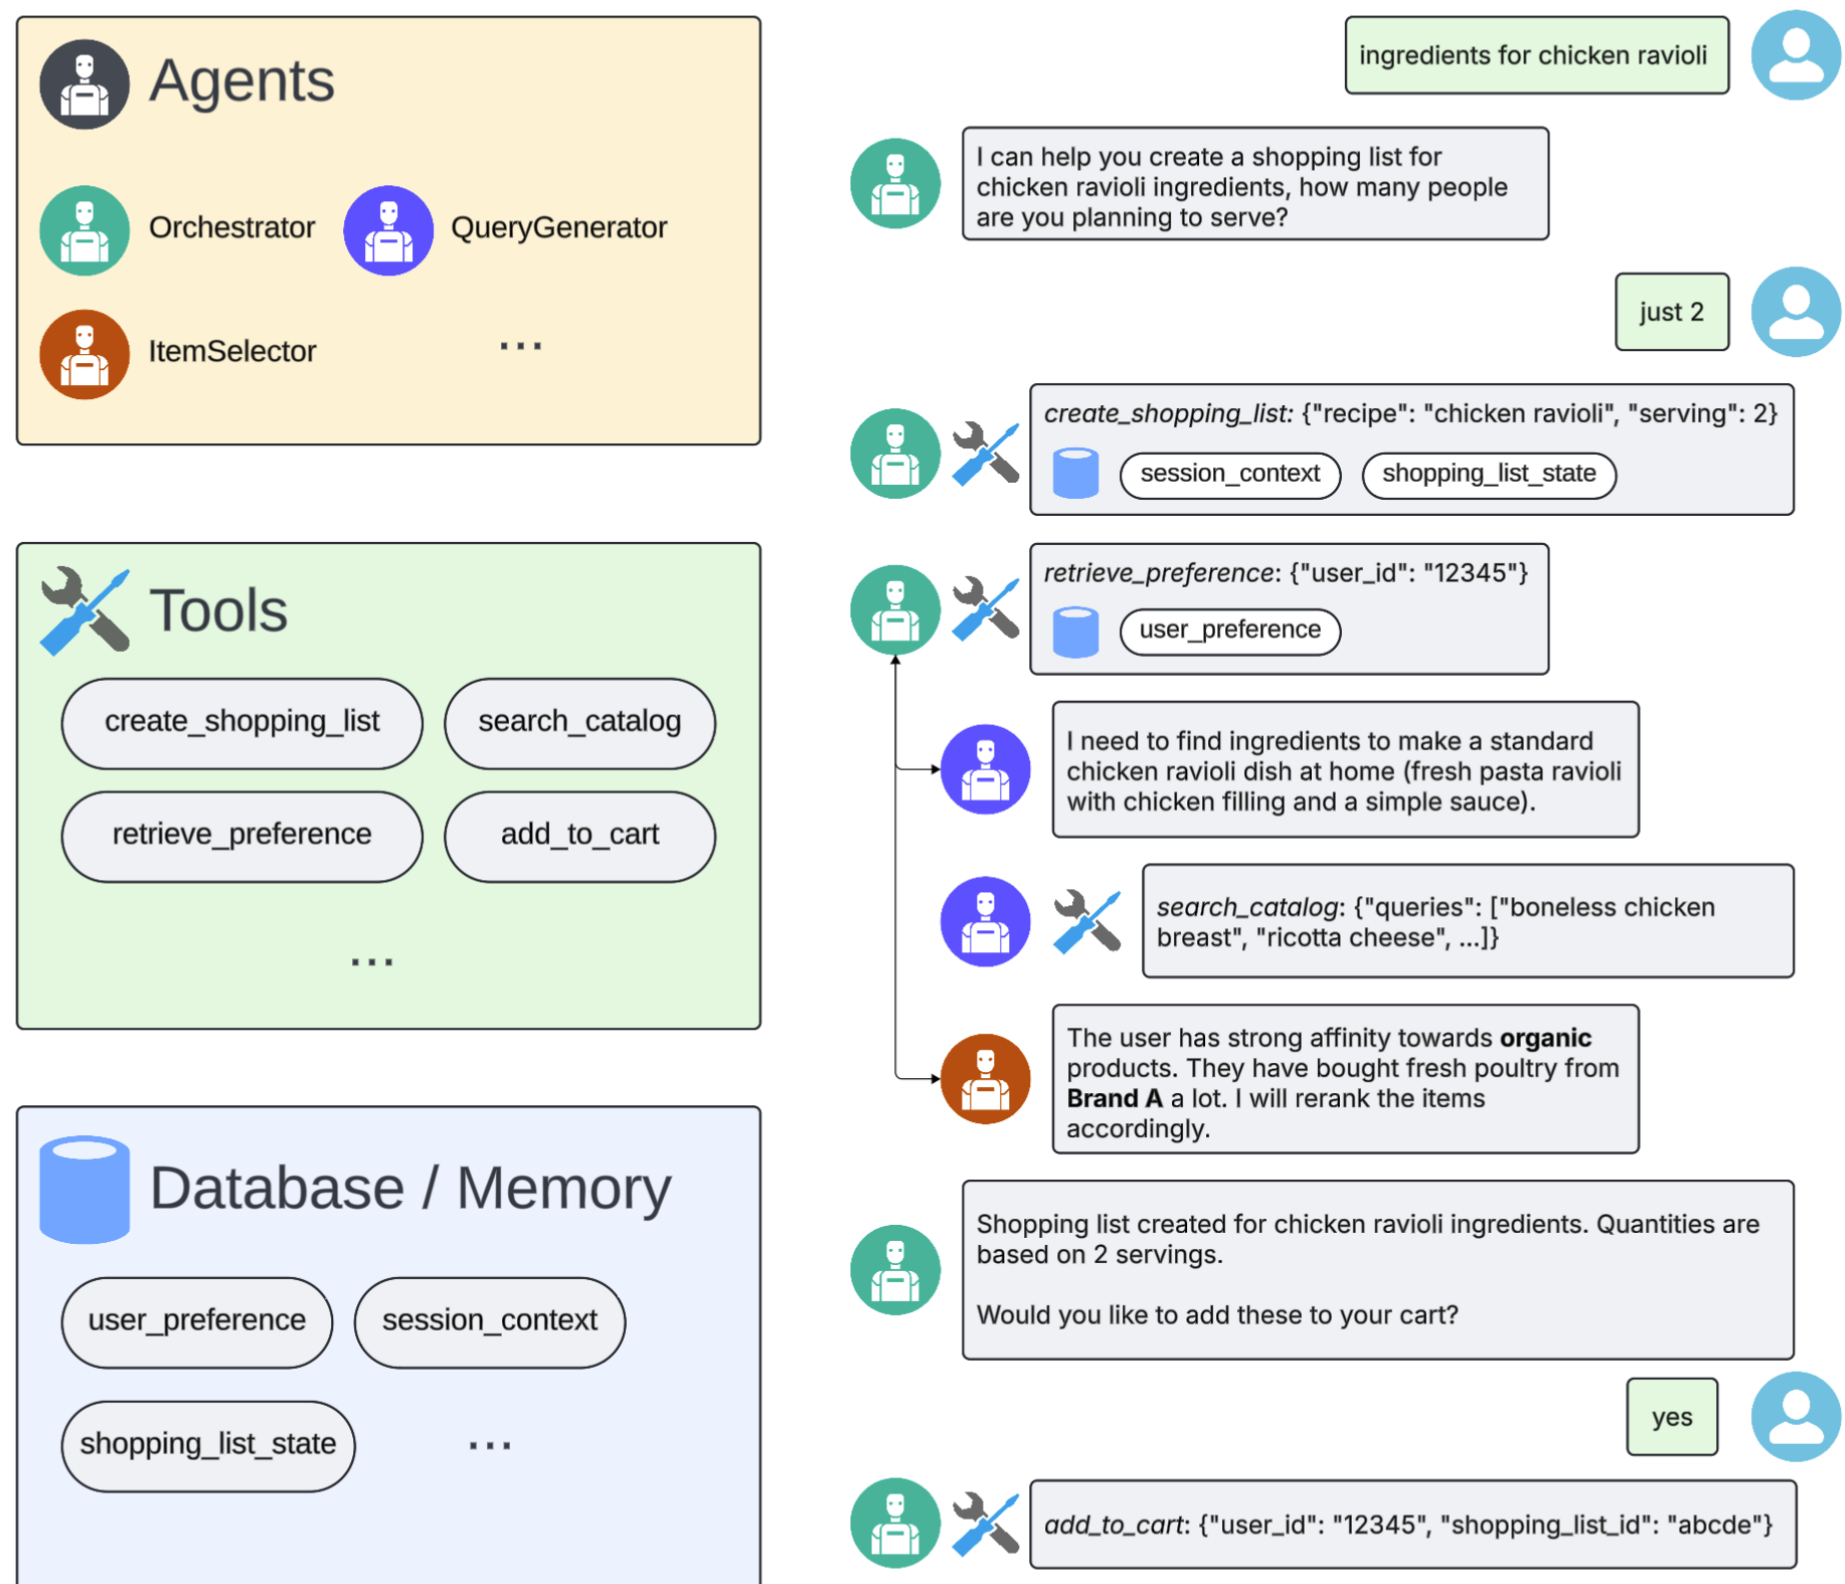 Agents
Orchestrator
QueryGenerator
ItemSelector
...
Tools
create_shopping_list
search_catalog
retrieve_preference
add_to_cart
...
Database / Memory
user_preference
session_context
shopping_list_state
...
ingredients for chicken ravioli
I can help you create a shopping list for
chicken ravioli ingredients, how many people
are you planning to serve?
just 2
create_shopping_list: {"recipe": "chicken ravioli", "serving": 2}
session_context
shopping_list_state
retrieve_preference: {"user_id": "12345"}
user_preference
I need to find ingredients to make a standard
chicken ravioli dish at home (fresh pasta ravioli
with chicken filling and a simple sauce).
search_catalog: {"queries": ["boneless chicken
breast", "ricotta cheese", ...]}
The user has strong affinity towards organic
products. They have bought fresh poultry from
Brand A a lot. I will rerank the items
accordingly.
Shopping list created for chicken ravioli ingredients. Quantities are
based on 2 servings.
Would you like to add these to your cart?
yes
add_to_cart: {"user_id": "12345", "shopping_list_id": "abcde"}